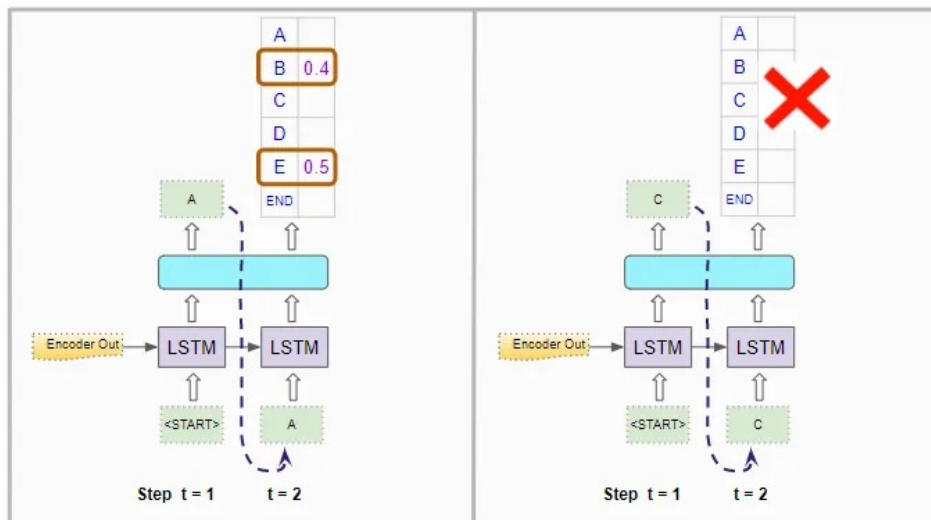 A
B 0.4
C
D
E 0.5
END
A
Encoder Out
LSTM
LSTM
<START>
A
Step t = 1
t = 2
A
B
C
D
E
END
C
Encoder Out
LSTM
LSTM
<START>
C
Step t = 1
t = 2